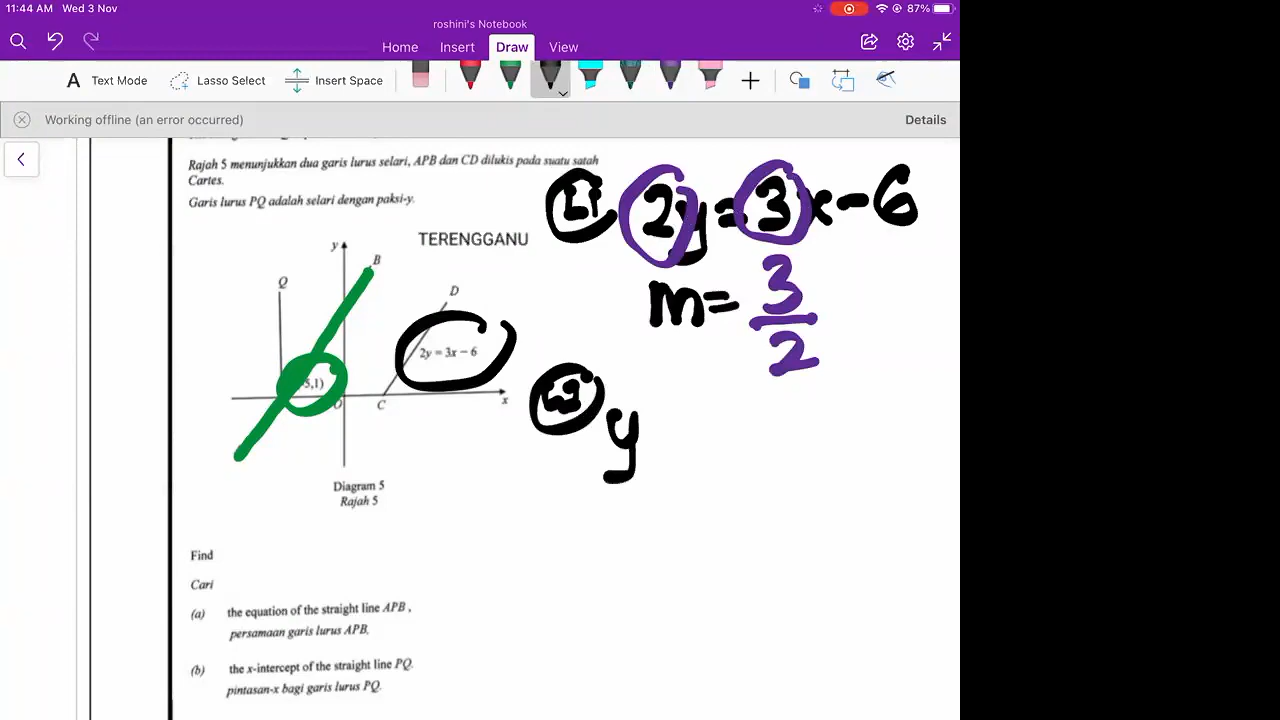 11:44 AM Wed 3 Nov
87%
roshini's Notebook
Home Insert Draw View
Text Mode Lasso Select Insert Space
Working offline (an error occurred) Details
Rajah 5 menunjukkan dua garis lurus selari, APB dan CD dilukis pada suatu satah
Cartes.
Garis lurus PQ adalah selari dengan paksi-y.
L1 2y = 3x - 6
m = 3/2
TERENGGANU
y
B
Q
D
2y = 3x – 6
5,1)
O
C
x
L2 y
Diagram 5
Rajah 5
Find
Cari
(a) the equation of the straight line APB ,
persamaan garis lurus APB,
(b) the x-intercept of the straight line PQ.
pintasan-x bagi garis lurus PQ.